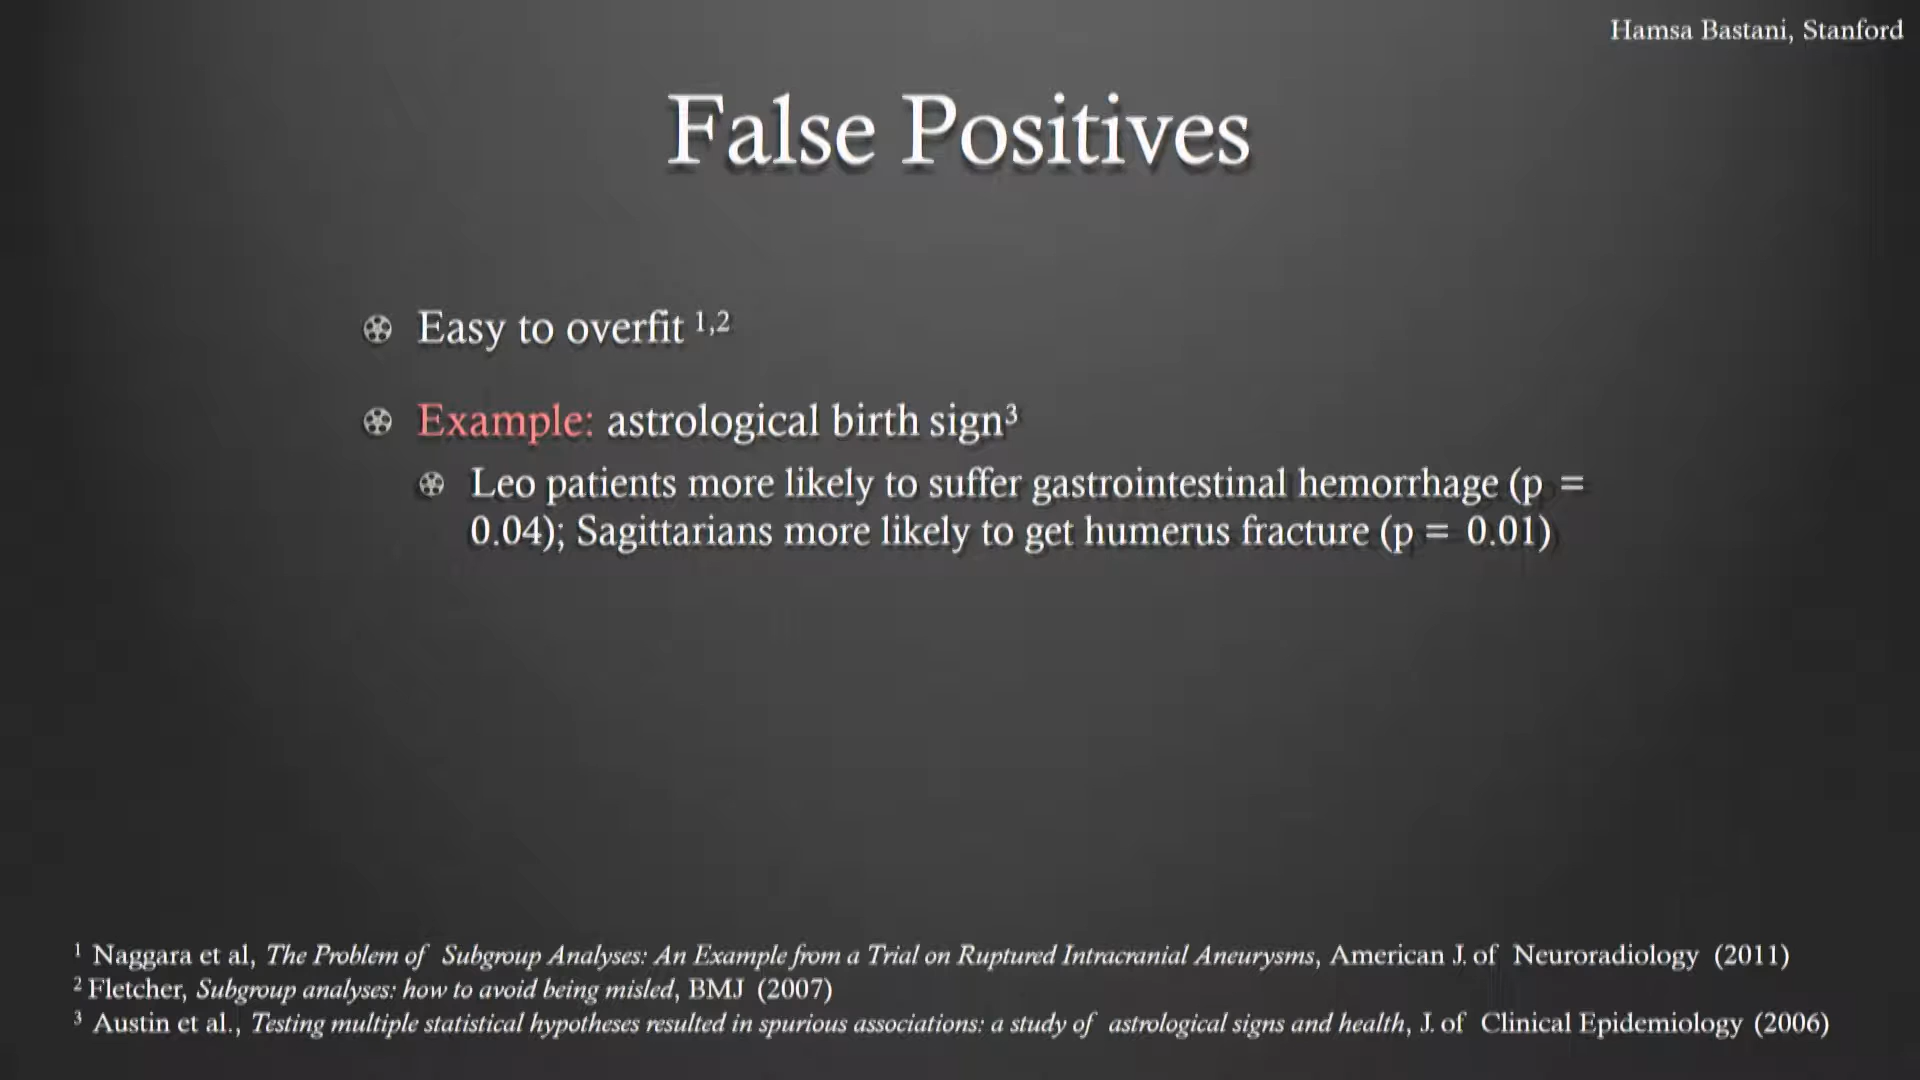 Hamsa Bastani, Stanford
False Positives
Easy to overfit 1,2
Example: astrological birth sign3
Leo patients more likely to suffer gastrointestinal hemorrhage (p =
0.04); Sagittarians more likely to get humerus fracture (p = 0.01)
1 Naggara et al, The Problem of Subgroup Analyses: An Example from a Trial on Ruptured Intracranial Aneurysms, American J. of Neuroradiology (2011)
2 Fletcher, Subgroup analyses: how to avoid being misled, BMJ (2007)
3 Austin et al., Testing multiple statistical hypotheses resulted in spurious associations: a study of astrological signs and health, J. of Clinical Epidemiology (2006)